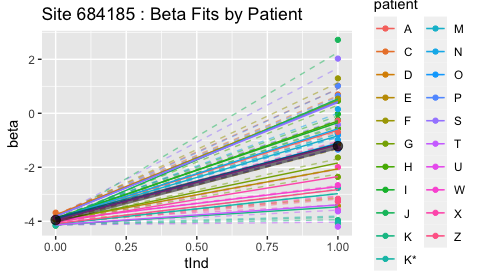 Site 684185 : Beta Fits by Patient
beta
2
0
-2
-4
0.00
0.25
0.50
0.75
1.00
tInd
patient
A
C
D
E
F
G
H
I
J
K
K*
M
N
O
P
S
T
U
W
X
Z